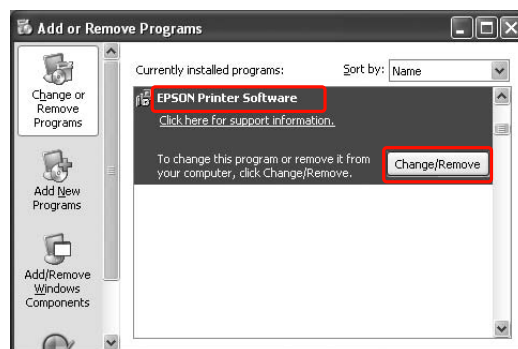 Add or Remove Programs
Change or
Remove
Programs
Add New
Programs
Add/Remove
Windows
Components
Currently installed programs:
Sort by: Name
EPSON Printer Software
Click here for support information.
To change this program or remove it from
your computer, click Change/Remove.
Change/Remove